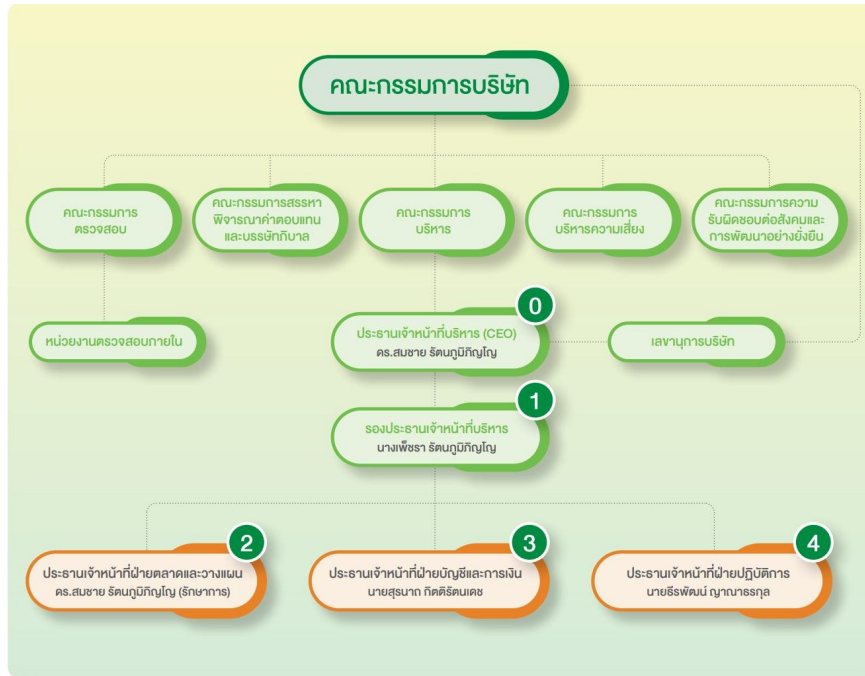 คณะกรรมการบริษัท
คณะกรรมการ
ตรวจสอบ
คณะกรรมการสรรหา
พิจารณาค่าตอบแทน
และบรรษัทภิบาล
คณะกรรมการ
บริหาร
คณะกรรมการ
บริหารความเสี่ยง
คณะกรรมการความ
รับผิดชอบต่อสังคมและ
การพัฒนาอย่างยั่งยืน
หน่วยงานตรวจสอบภายใน
0
ประธานเจ้าหน้าที่บริหาร (CEO)
ดร.สมชาย รัตนภูมิภิญโญ
เลขานุการบริษัท
1
รองประธานเจ้าหน้าที่บริหาร
นางเพ็ชรา รัตนภูมิภิญโญ
2
ประธานเจ้าหน้าที่ฝ่ายตลาดและวางแผน
ดร.สมชาย รัตนภูมิภิญโญ (รักษาการ)
3
ประธานเจ้าหน้าที่ฝ่ายบัญชีและการเงิน
นายสุรนาถ กิตติรัตนเดช
4
ประธานเจ้าหน้าที่ฝ่ายปฏิบัติการ
นายธีรพัฒน์ ญาณาธรกุล